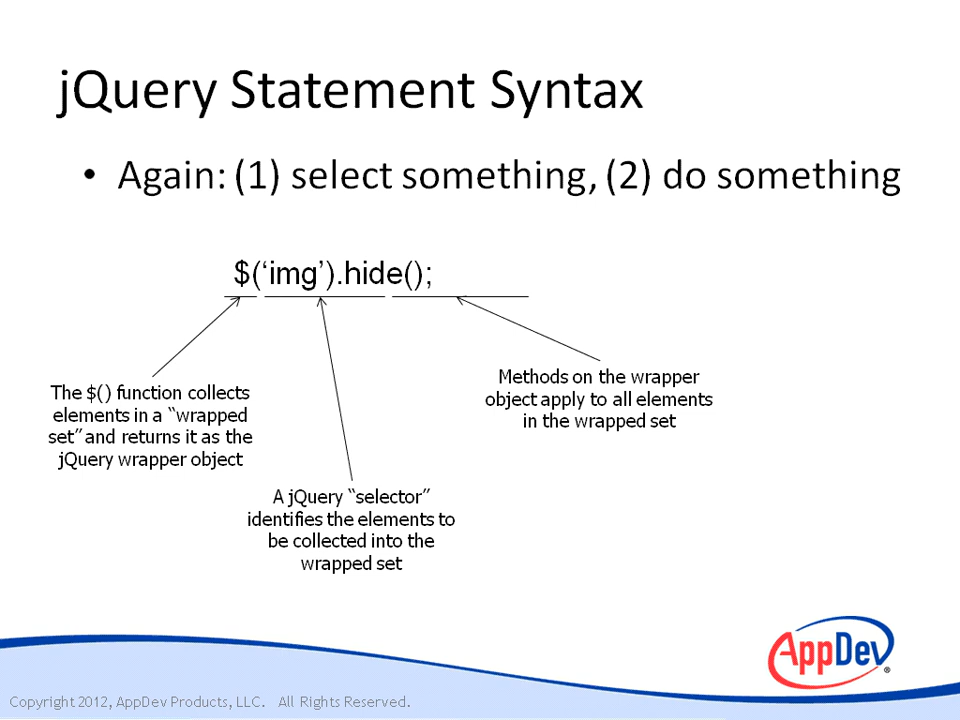 jQuery Statement Syntax
• Again: (1) select something, (2) do something
$(‘img’).hide();
The $() function collects
elements in a “wrapped
set” and returns it as the
jQuery wrapper object
Methods on the wrapper
object apply to all elements
in the wrapped set
A jQuery “selector”
identifies the elements to
be collected into the
wrapped set
AppDev®
Copyright 2012, AppDev Products, LLC. All Rights Reserved.